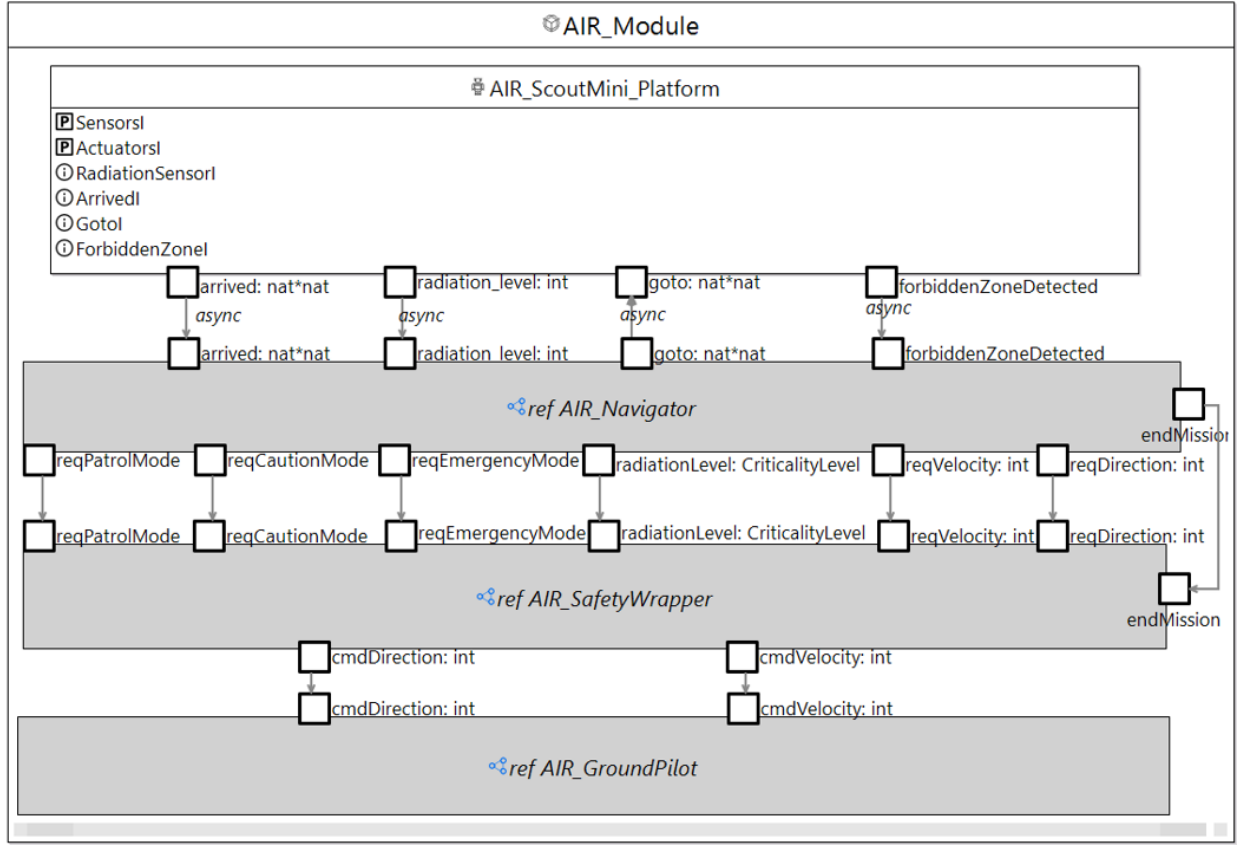 AIR_Module
AIR_ScoutMini_Platform
P SensorsI
P ActuatorsI
i RadiationSensorI
i ArrivedI
i GotoI
i ForbiddenZoneI
arrived: nat*nat radiation_level: int goto: nat*nat forbiddenZoneDetected
async async async async
arrived: nat*nat radiation_level: int goto: nat*nat forbiddenZoneDetected
ref AIR_Navigator
endMission
reqPatrolMode reqCautionMode reqEmergencyMode radiationLevel: CriticalityLevel reqVelocity: int reqDirection: int
reqPatrolMode reqCautionMode reqEmergencyMode radiationLevel: CriticalityLevel reqVelocity: int reqDirection: int
ref AIR_SafetyWrapper
endMission
cmdDirection: int cmdVelocity: int
cmdDirection: int cmdVelocity: int
ref AIR_GroundPilot